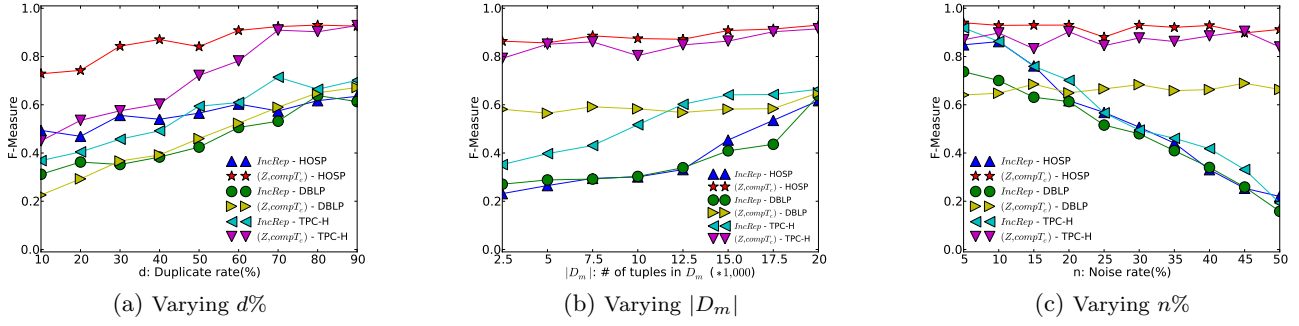 F-Measure
1.0
0.8
0.6
0.4
0.2
0.0
10 20 30 40 50 60 70 80 90
d: Duplicate rate(%)
IncRep - HOSP
(Z,compT_c) - HOSP
IncRep - DBLP
(Z,compT_c) - DBLP
IncRep - TPC-H
(Z,compT_c) - TPC-H
(a) Varying d%
F-Measure
1.0
0.8
0.6
0.4
0.2
0.0
2.5 5 7.5 10 12.5 15 17.5 20
|D_m|: # of tuples in D_m (*1,000)
IncRep - HOSP
(Z,compT_c) - HOSP
IncRep - DBLP
(Z,compT_c) - DBLP
IncRep - TPC-H
(Z,compT_c) - TPC-H
(b) Varying |D_m|
F-Measure
1.0
0.8
0.6
0.4
0.2
0.0
5 10 15 20 25 30 35 40 45 50
n: Noise rate(%)
IncRep - HOSP
(Z,compT_c) - HOSP
IncRep - DBLP
(Z,compT_c) - DBLP
IncRep - TPC-H
(Z,compT_c) - TPC-H
(c) Varying n%